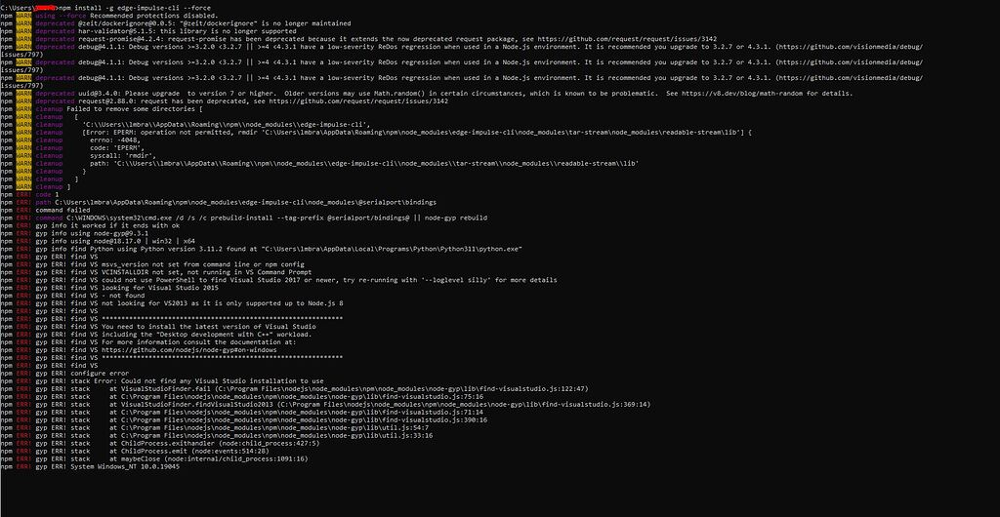 C:\Users\>npm install -g edge-impulse-cli --force
npm WARN using --force Recommended protections disabled.
npm WARN deprecated @zeit/dockerignore@0.0.5: "@zeit/dockerignore" is no longer maintained
npm WARN deprecated har-validator@5.1.5: this library is no longer supported
npm WARN deprecated request-promise@4.2.4: request-promise has been deprecated because it extends the now deprecated request package, see https://github.com/request/request/issues/3142
npm WARN deprecated debug@4.1.1: Debug versions >=3.2.0 <3.2.7 || >=4 <4.3.1 have a low-severity ReDos regression when used in a Node.js environment. It is recommended you upgrade to 3.2.7 or 4.3.1. (https://github.com/visionmedia/debug/
issues/797)
npm WARN deprecated debug@4.1.1: Debug versions >=3.2.0 <3.2.7 || >=4 <4.3.1 have a low-severity ReDos regression when used in a Node.js environment. It is recommended you upgrade to 3.2.7 or 4.3.1. (https://github.com/visionmedia/debug/
issues/797)
npm WARN deprecated debug@4.1.1: Debug versions >=3.2.0 <3.2.7 || >=4 <4.3.1 have a low-severity ReDos regression when used in a Node.js environment. It is recommended you upgrade to 3.2.7 or 4.3.1. (https://github.com/visionmedia/debug/
issues/797)
npm WARN deprecated uuid@3.4.0: Please upgrade  to version 7 or higher.  Older versions may use Math.random() in certain circumstances, which is known to be problematic.  See https://v8.dev/blog/math-random for details.
npm WARN deprecated request@2.88.0: request has been deprecated, see https://github.com/request/request/issues/3142
npm WARN cleanup Failed to remove some directories [
npm WARN cleanup   [
npm WARN cleanup     'C:\\Users\\lmbra\\AppData\\Roaming\\npm\\node_modules\\edge-impulse-cli',
npm WARN cleanup     [Error: EPERM: operation not permitted, rmdir 'C:\Users\lmbra\AppData\Roaming\npm\node_modules\edge-impulse-cli\node_modules\tar-stream\node_modules\readable-stream\lib'] {
npm WARN cleanup       errno: -4048,
npm WARN cleanup       code: 'EPERM',
npm WARN cleanup       syscall: 'rmdir',
npm WARN cleanup       path: 'C:\\Users\\lmbra\\AppData\\Roaming\\npm\\node_modules\\edge-impulse-cli\\node_modules\\tar-stream\\node_modules\\readable-stream\\lib'
npm WARN cleanup     }
npm WARN cleanup   ]
npm WARN cleanup ]
npm ERR! code 1
npm ERR! path C:\Users\lmbra\AppData\Roaming\npm\node_modules\edge-impulse-cli\node_modules\@serialport\bindings
npm ERR! command failed
npm ERR! command C:\WINDOWS\system32\cmd.exe /d /s /c prebuild-install --tag-prefix @serialport/bindings@ || node-gyp rebuild
npm ERR! gyp info it worked if it ends with ok
npm ERR! gyp info using node-gyp@9.3.1
npm ERR! gyp info using node@18.17.0 | win32 | x64
npm ERR! gyp info find Python using Python version 3.11.2 found at "C:\Users\lmbra\AppData\Local\Programs\Python\Python311\python.exe"
npm ERR! gyp ERR! find VS
npm ERR! gyp ERR! find VS msvs_version not set from command line or npm config
npm ERR! gyp ERR! find VS VCINSTALLDIR not set, not running in VS Command Prompt
npm ERR! gyp ERR! find VS could not use PowerShell to find Visual Studio 2017 or newer, try re-running with '--loglevel silly' for more details
npm ERR! gyp ERR! find VS looking for Visual Studio 2015
npm ERR! gyp ERR! find VS - not found
npm ERR! gyp ERR! find VS not looking for VS2013 as it is only supported up to Node.js 8
npm ERR! gyp ERR! find VS
npm ERR! gyp ERR! find VS **************************************************************
npm ERR! gyp ERR! find VS You need to install the latest version of Visual Studio
npm ERR! gyp ERR! find VS including the "Desktop development with C++" workload.
npm ERR! gyp ERR! find VS For more information consult the documentation at:
npm ERR! gyp ERR! find VS https://github.com/nodejs/node-gyp#on-windows
npm ERR! gyp ERR! find VS **************************************************************
npm ERR! gyp ERR! find VS
npm ERR! gyp ERR! configure error
npm ERR! gyp ERR! stack Error: Could not find any Visual Studio installation to use
npm ERR! gyp ERR! stack     at VisualStudioFinder.fail (C:\Program Files\nodejs\node_modules\npm\node_modules\node-gyp\lib\find-visualstudio.js:122:47)
npm ERR! gyp ERR! stack     at C:\Program Files\nodejs\node_modules\npm\node_modules\node-gyp\lib\find-visualstudio.js:75:16
npm ERR! gyp ERR! stack     at VisualStudioFinder.findVisualStudio2013 (C:\Program Files\nodejs\node_modules\npm\node_modules\node-gyp\lib\find-visualstudio.js:369:14)
npm ERR! gyp ERR! stack     at C:\Program Files\nodejs\node_modules\npm\node_modules\node-gyp\lib\find-visualstudio.js:71:14
npm ERR! gyp ERR! stack     at C:\Program Files\nodejs\node_modules\npm\node_modules\node-gyp\lib\find-visualstudio.js:390:16
npm ERR! gyp ERR! stack     at C:\Program Files\nodejs\node_modules\npm\node_modules\node-gyp\lib\util.js:54:7
npm ERR! gyp ERR! stack     at C:\Program Files\nodejs\node_modules\npm\node_modules\node-gyp\lib\util.js:33:16
npm ERR! gyp ERR! stack     at ChildProcess.exithandler (node:child_process:427:5)
npm ERR! gyp ERR! stack     at ChildProcess.emit (node:events:514:28)
npm ERR! gyp ERR! stack     at maybeClose (node:internal/child_process:1091:16)
npm ERR! gyp ERR! System Windows_NT 10.0.19045